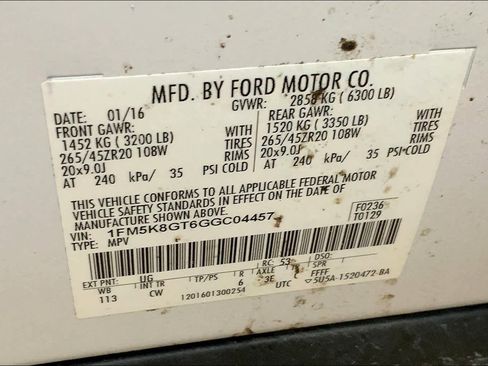 MFD. BY FORD MOTOR CO.
DATE: 01/16 GVWR: 2858 KG ( 6300 LB)
FRONT GAWR: REAR GAWR:
1452 KG ( 3200 LB) WITH 1520 KG ( 3350 LB) WITH
265/45ZR20 108W TIRES 265/45ZR20 108W TIRES
20x9.0J RIMS 20x9.0J RIMS
AT 240 kPa/ 35 PSI COLD AT 240 kPa/ 35 PSI COLD
THIS VEHICLE CONFORMS TO ALL APPLICABLE FEDERAL MOTOR
VEHICLE SAFETY STANDARDS IN EFFECT ON THE DATE OF
MANUFACTURE SHOWN ABOVE.
VIN: 1FM5K8GT6GGC04457 F0236
TYPE: MPV T0129
EXT PNT: UG RC: 53 DSO:
WB INT TR TP/PS R AXLE SPR
113 CW 6 3E C FFFF
1201601300254 UTC 5U5A-1520472-BA